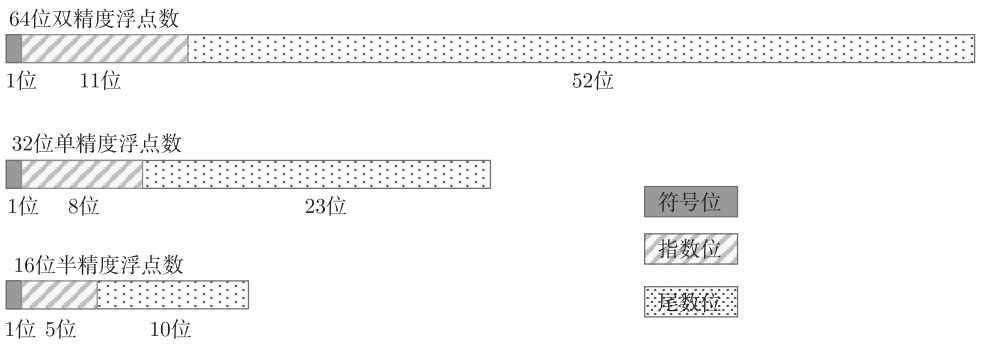 64位双精度浮点数
1位 11位 52位
32位单精度浮点数
1位 8位 23位
符号位
指数位
16位半精度浮点数
尾数位
1位 5位 10位